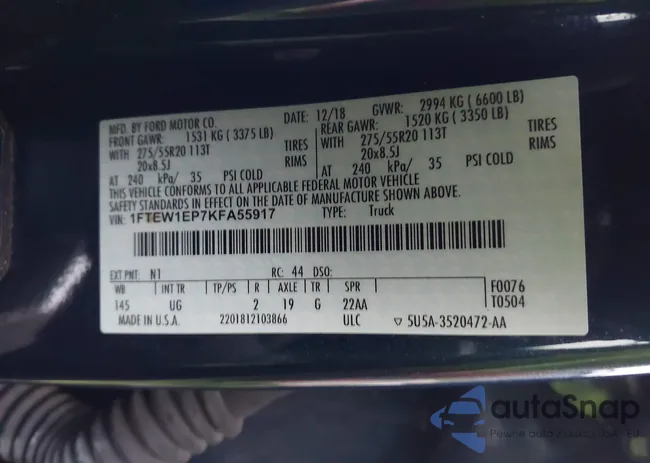 MFD. BY FORD MOTOR CO.
DATE: 12/18 GVWR: 2994 KG ( 6600 LB)
FRONT GAWR: 1531 KG ( 3375 LB)
REAR GAWR: 1520 KG ( 3350 LB)
WITH 275/55R20 113T TIRES
WITH 275/55R20 113T TIRES
20x8.5J RIMS
20x8.5J RIMS
AT 240 kPa/ 35 PSI COLD
AT 240 kPa/ 35 PSI COLD
THIS VEHICLE CONFORMS TO ALL APPLICABLE FEDERAL MOTOR VEHICLE
SAFETY STANDARDS IN EFFECT ON THE DATE OF MANUFACTURE SHOWN ABOVE.
VIN: 1FTEW1EP7KFA55917 TYPE: Truck
EXT PNT: N1 RC: 44 DSO:
WB INT TR TP/PS R AXLE TR SPR F0076
145 UG 2 19 G 22AA T0504
MADE IN U.S.A. 2201812103866 ULC ▽ 5U5A-3520472-AA
autoSnap